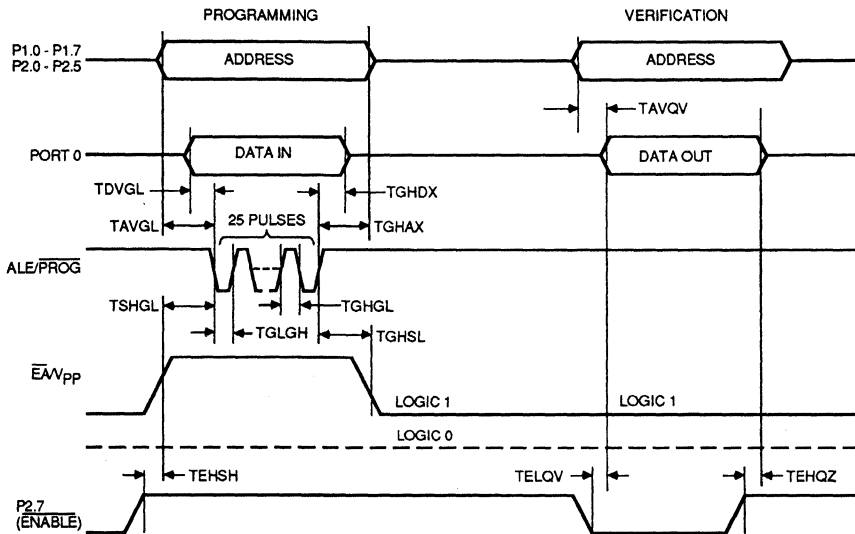 PROGRAMMING
VERIFICATION
P1.0 - P1.7
P2.0 - P2.5
ADDRESS
ADDRESS
TAVQV
PORT 0
DATA IN
DATA OUT
TDVGL
TGHDX
TAVGL
25 PULSES
TGHAX
ALE/PROG
TSHGL
TGHGL
TGLGH
TGHSL
EA/VPP
LOGIC 1
LOGIC 1
LOGIC 0
TEHSH
TELQV
TEHQZ
P2.7
(ENABLE)